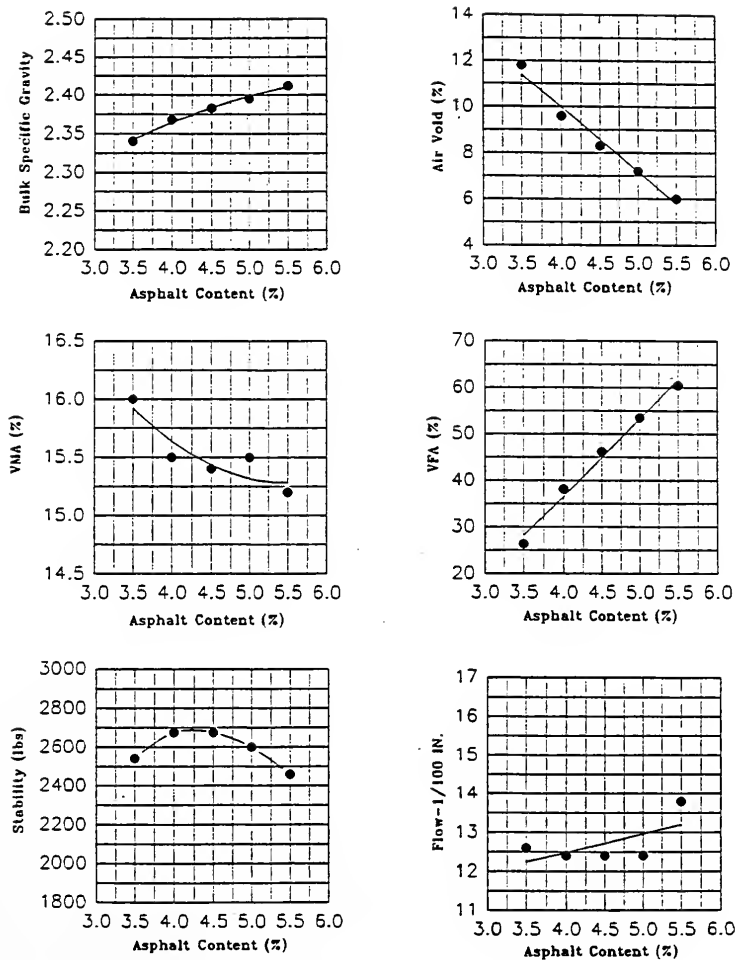 2.50
2.45
2.40
2.35
2.30
2.25
2.20
Bulk Specific Gravity
3.0 3.5 4.0 4.5 5.0 5.5 6.0
Asphalt Content (%)
14
12
10
8
6
4
Air Void (%)
3.0 3.5 4.0 4.5 5.0 5.5 6.0
Asphalt Content (%)
16.5
16.0
15.5
15.0
14.5
VMA (%)
3.0 3.5 4.0 4.5 5.0 5.5 6.0
Asphalt Content (%)
70
60
50
40
30
20
VFA (%)
3.0 3.5 4.0 4.5 5.0 5.5 6.0
Asphalt Content (%)
3000
2800
2600
2400
2200
2000
1800
Stability (lbs)
3.0 3.5 4.0 4.5 5.0 5.5 6.0
Asphalt Content (%)
17
16
15
14
13
12
11
Flow-1/100 IN.
3.0 3.5 4.0 4.5 5.0 5.5 6.0
Asphalt Content (%)